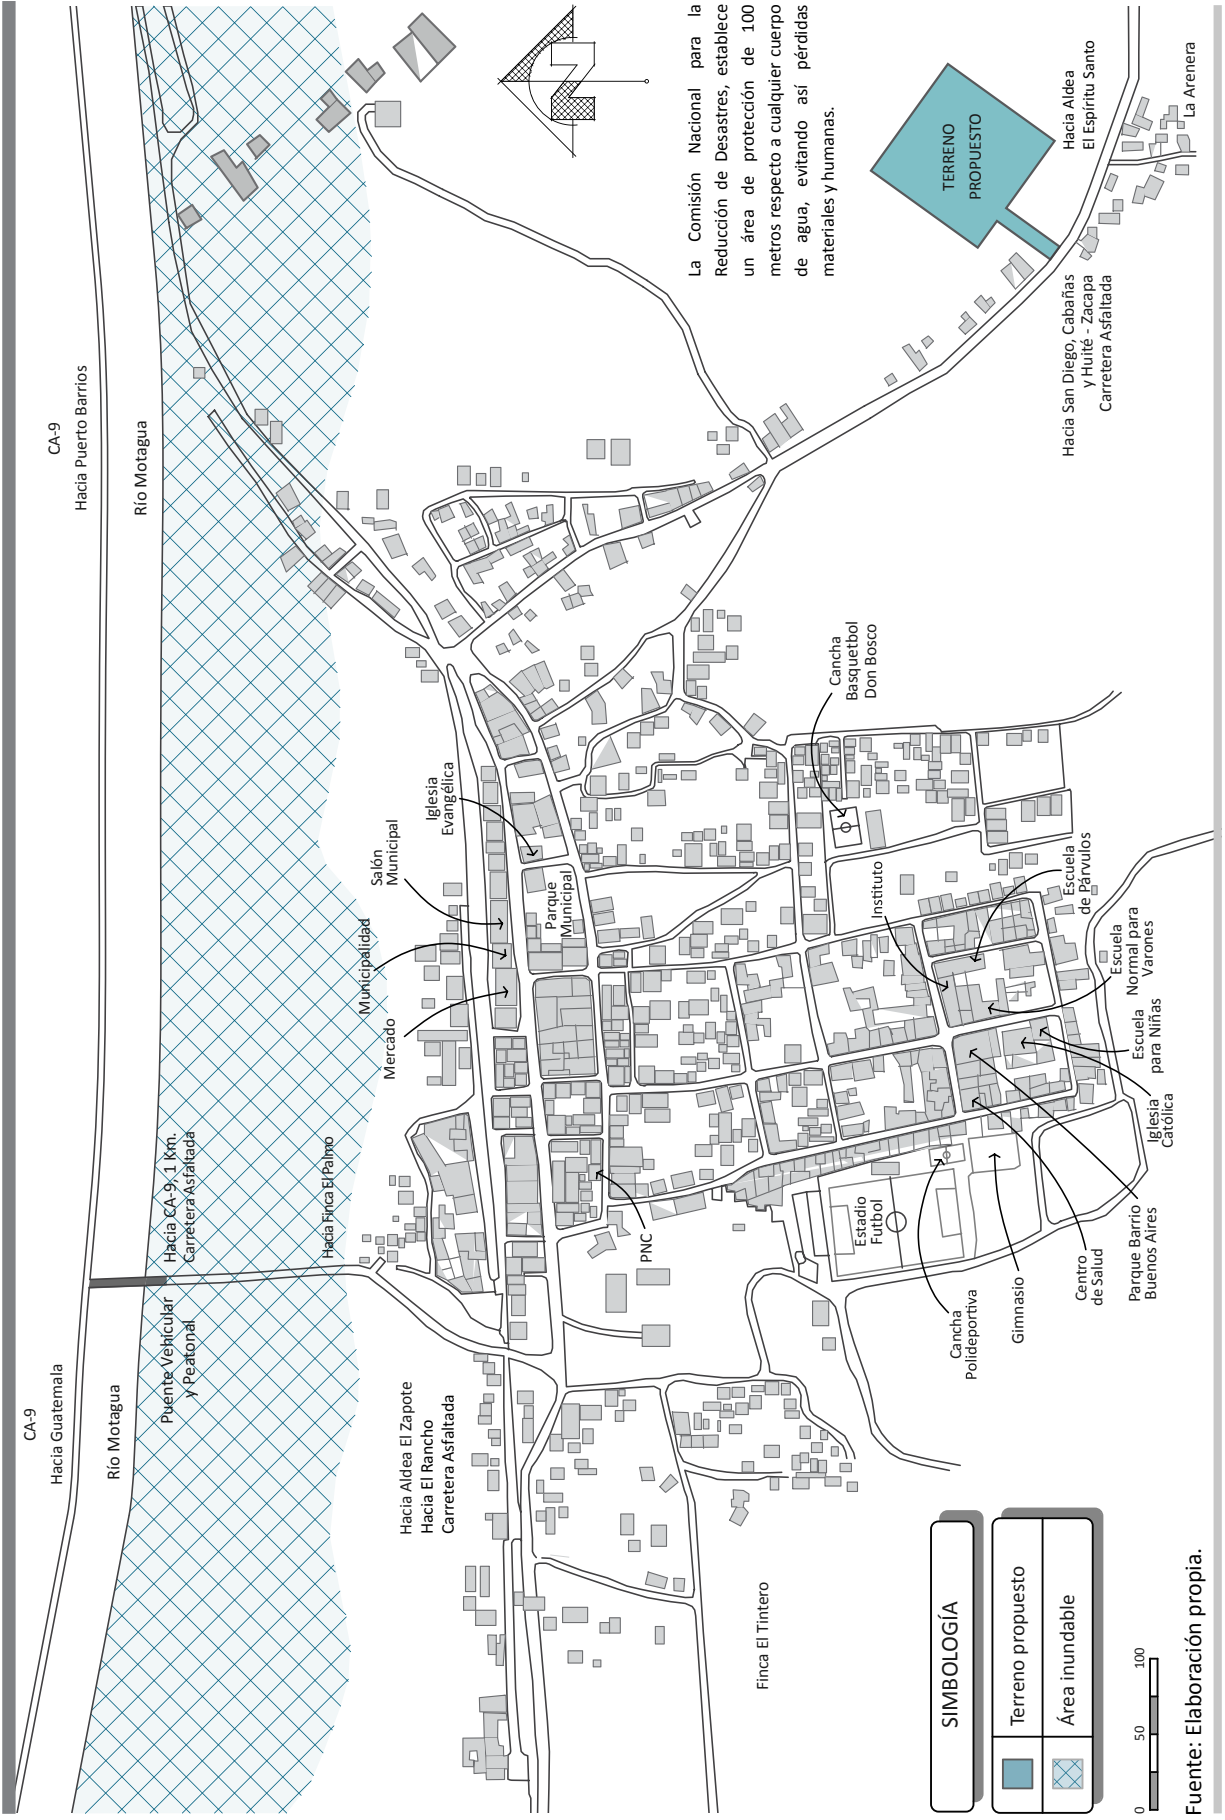 CA-9
Hacia Guatemala
Río Motagua
Puente Vehicular
y Peatonal
Hacia CA-9, 1 Km.
Carretera Asfaltada
Hacia Finca El Palmo
CA-9
Hacia Puerto Barrios
Río Motagua
Mercado
Municipalidad
Salón
Municipal
Iglesia
Evangélica
Parque
Municipal
N
La Comisión Nacional para la
Reducción de Desastres, establece
un área de protección de 100
metros respecto a cualquier cuerpo
de agua, evitando así pérdidas
materiales y humanas.
TERRENO
PROPUESTO
Hacia Aldea
El Espíritu Santo
La Arenera
Hacia San Diego, Cabañas
y Huité - Zacapa
Carretera Asfaltada
Cancha
Basquetbol
Don Bosco
Instituto
Escuela
de Párvulos
Escuela
Normal para
Varones
Escuela
para Niñas
Iglesia
Católica
Parque Barrio
Buenos Aires
Centro
de Salud
Gimnasio
Cancha
Polideportiva
Estadio
Futbol
PNC
Hacia Aldea El Zapote
Hacia El Rancho
Carretera Asfaltada
Finca El Tintero
SIMBOLOGÍA
Terreno propuesto
Área inundable
0 50 100
Fuente: Elaboración propia.